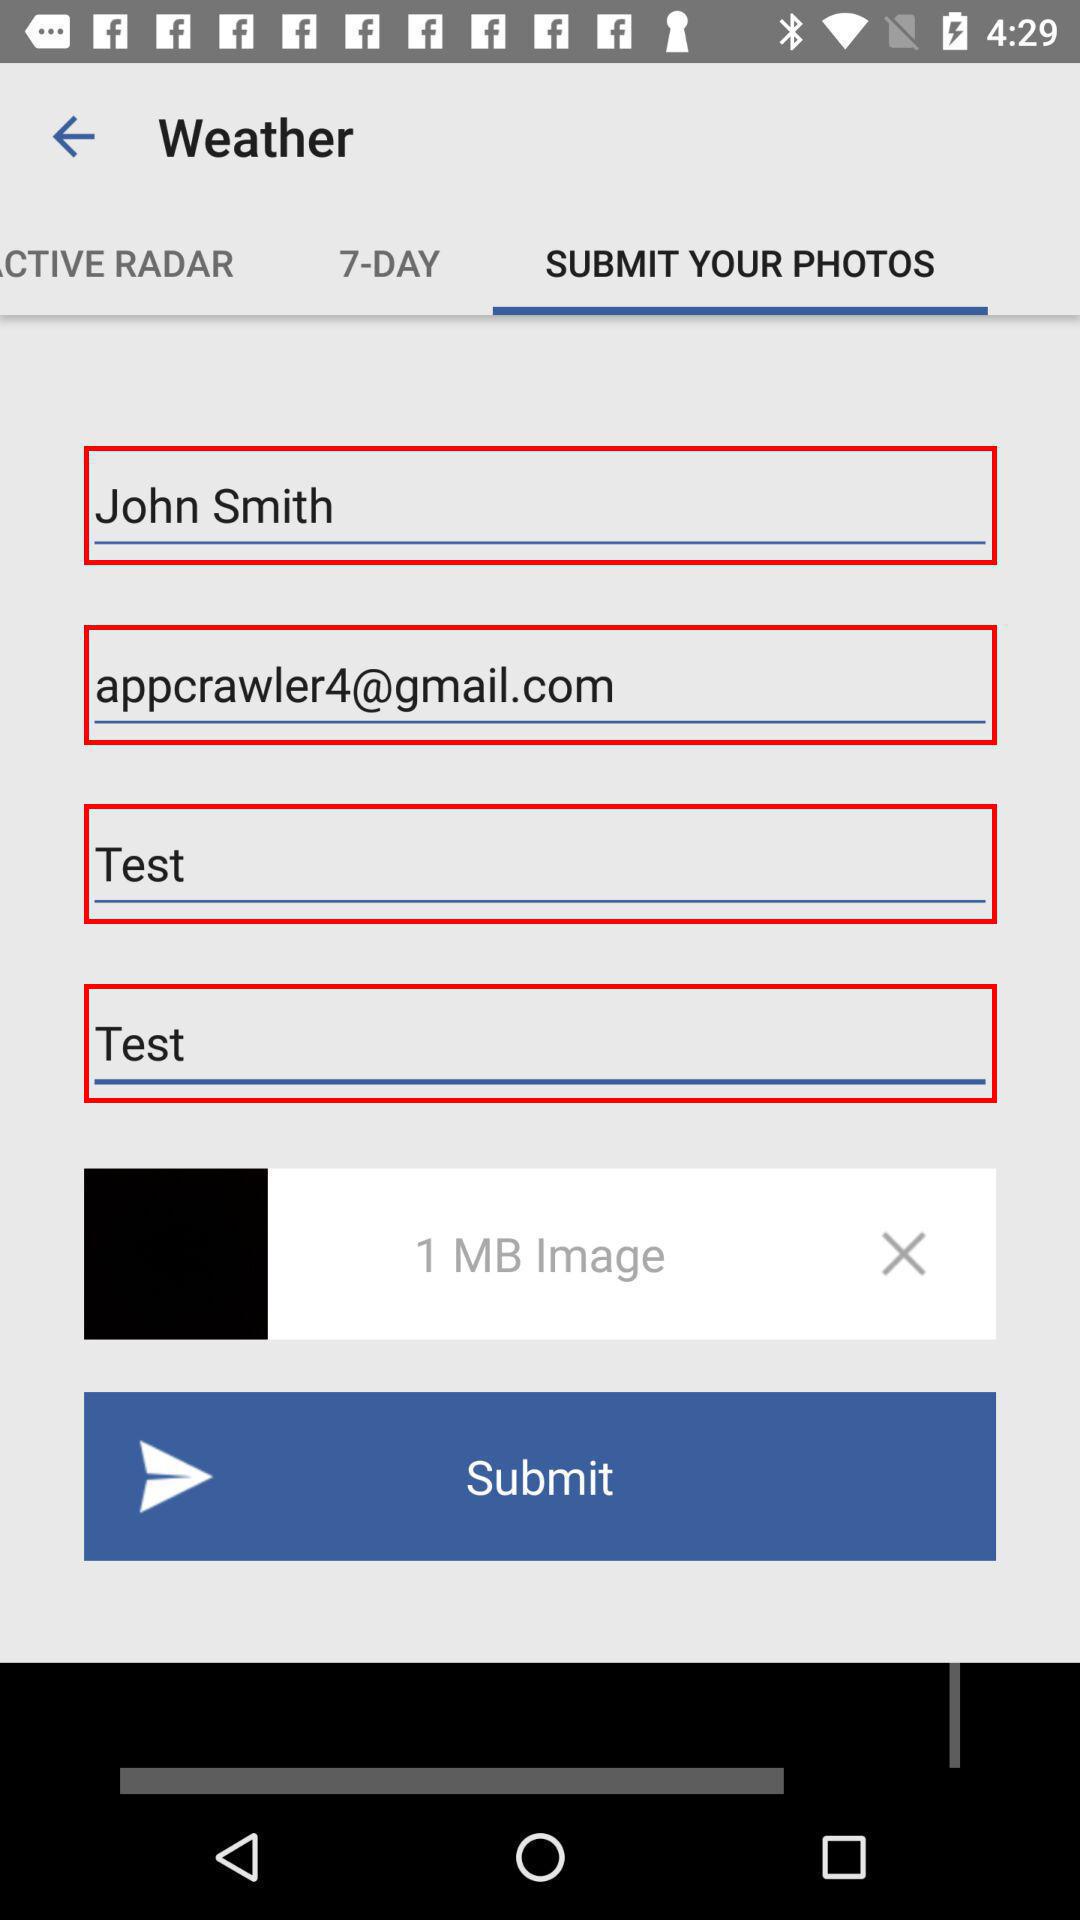 4:29
Weather
ACTIVE RADAR 7-DAY SUBMIT YOUR PHOTOS
John Smith
appcrawler4@gmail.com
Test
Test
1 MB Image
Submit